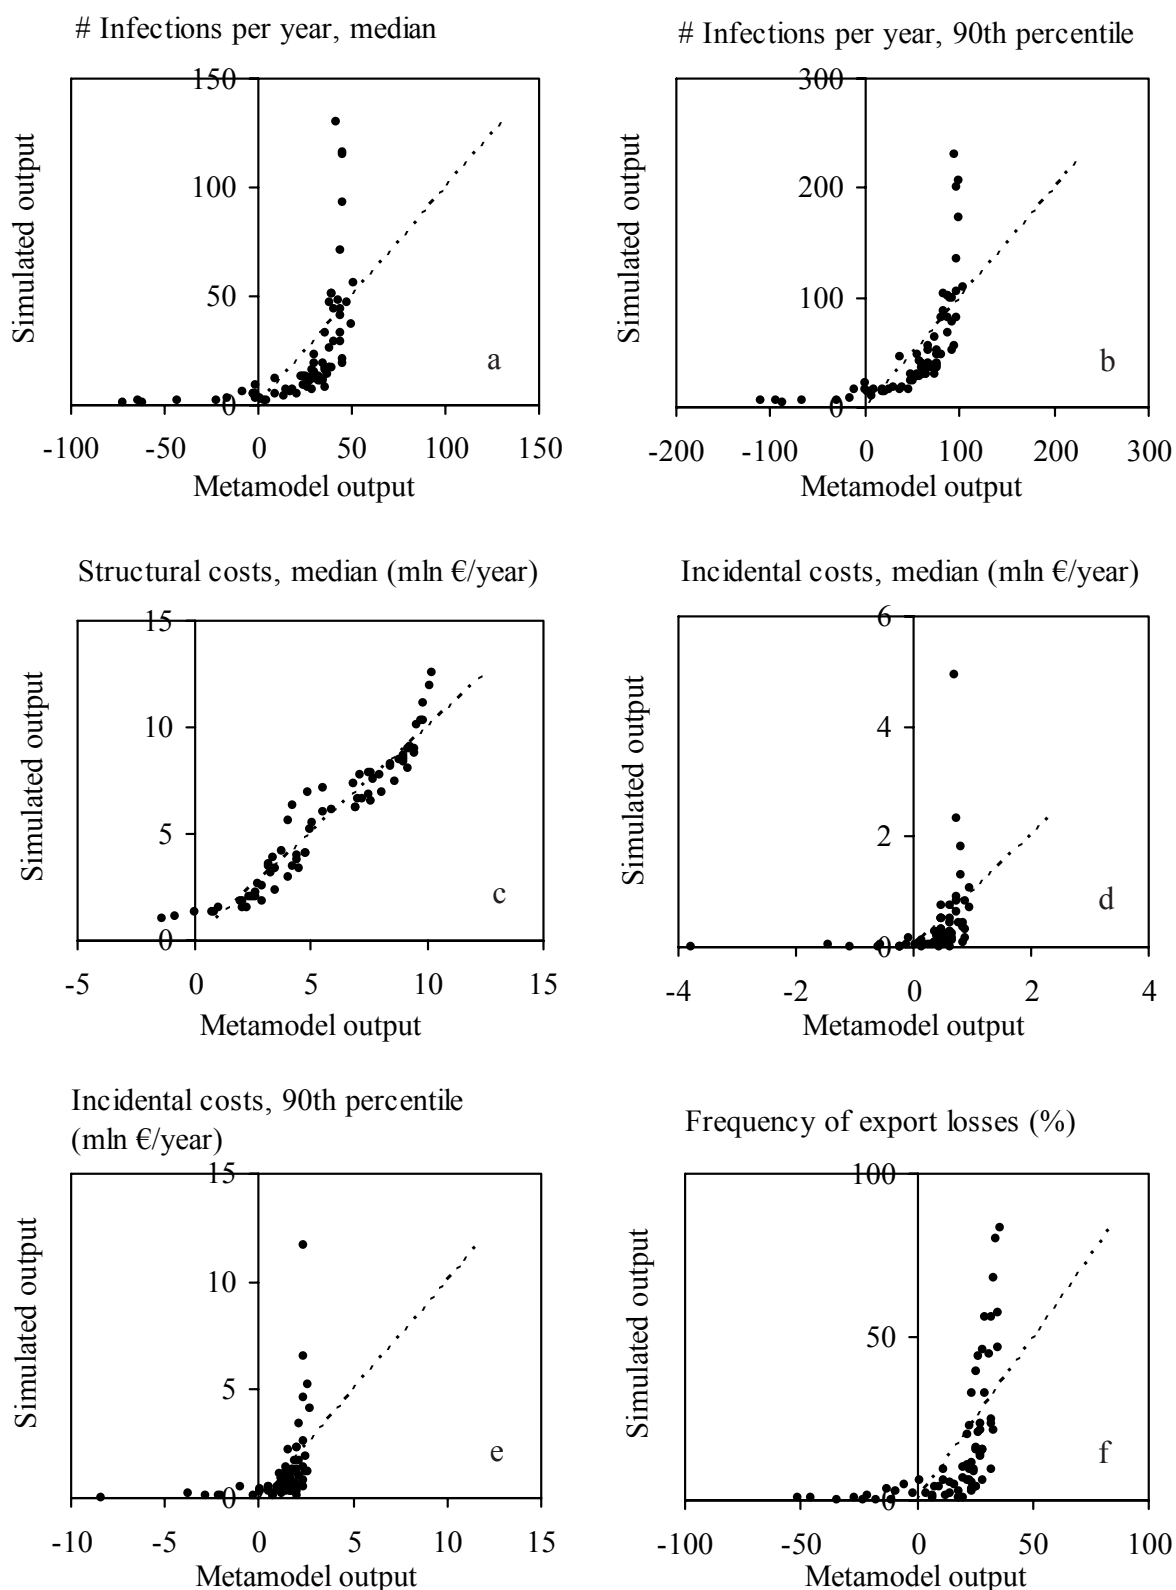 # Infections per year, median
150
100
50
0
-100 -50 0 50 100 150
Simulated output
Metamodel output
a
# Infections per year, 90th percentile
300
200
100
0
-200 -100 0 100 200 300
Simulated output
Metamodel output
b
Structural costs, median (mln €/year)
15
10
5
0
-5 0 5 10 15
Simulated output
Metamodel output
c
Incidental costs, median (mln €/year)
6
4
2
0
-4 -2 0 2 4
Simulated output
Metamodel output
d
Incidental costs, 90th percentile
(mln €/year)
15
10
5
0
-10 -5 0 5 10 15
Simulated output
Metamodel output
e
Frequency of export losses (%)
100
50
0
-100 -50 0 50 100
Simulated output
Metamodel output
f